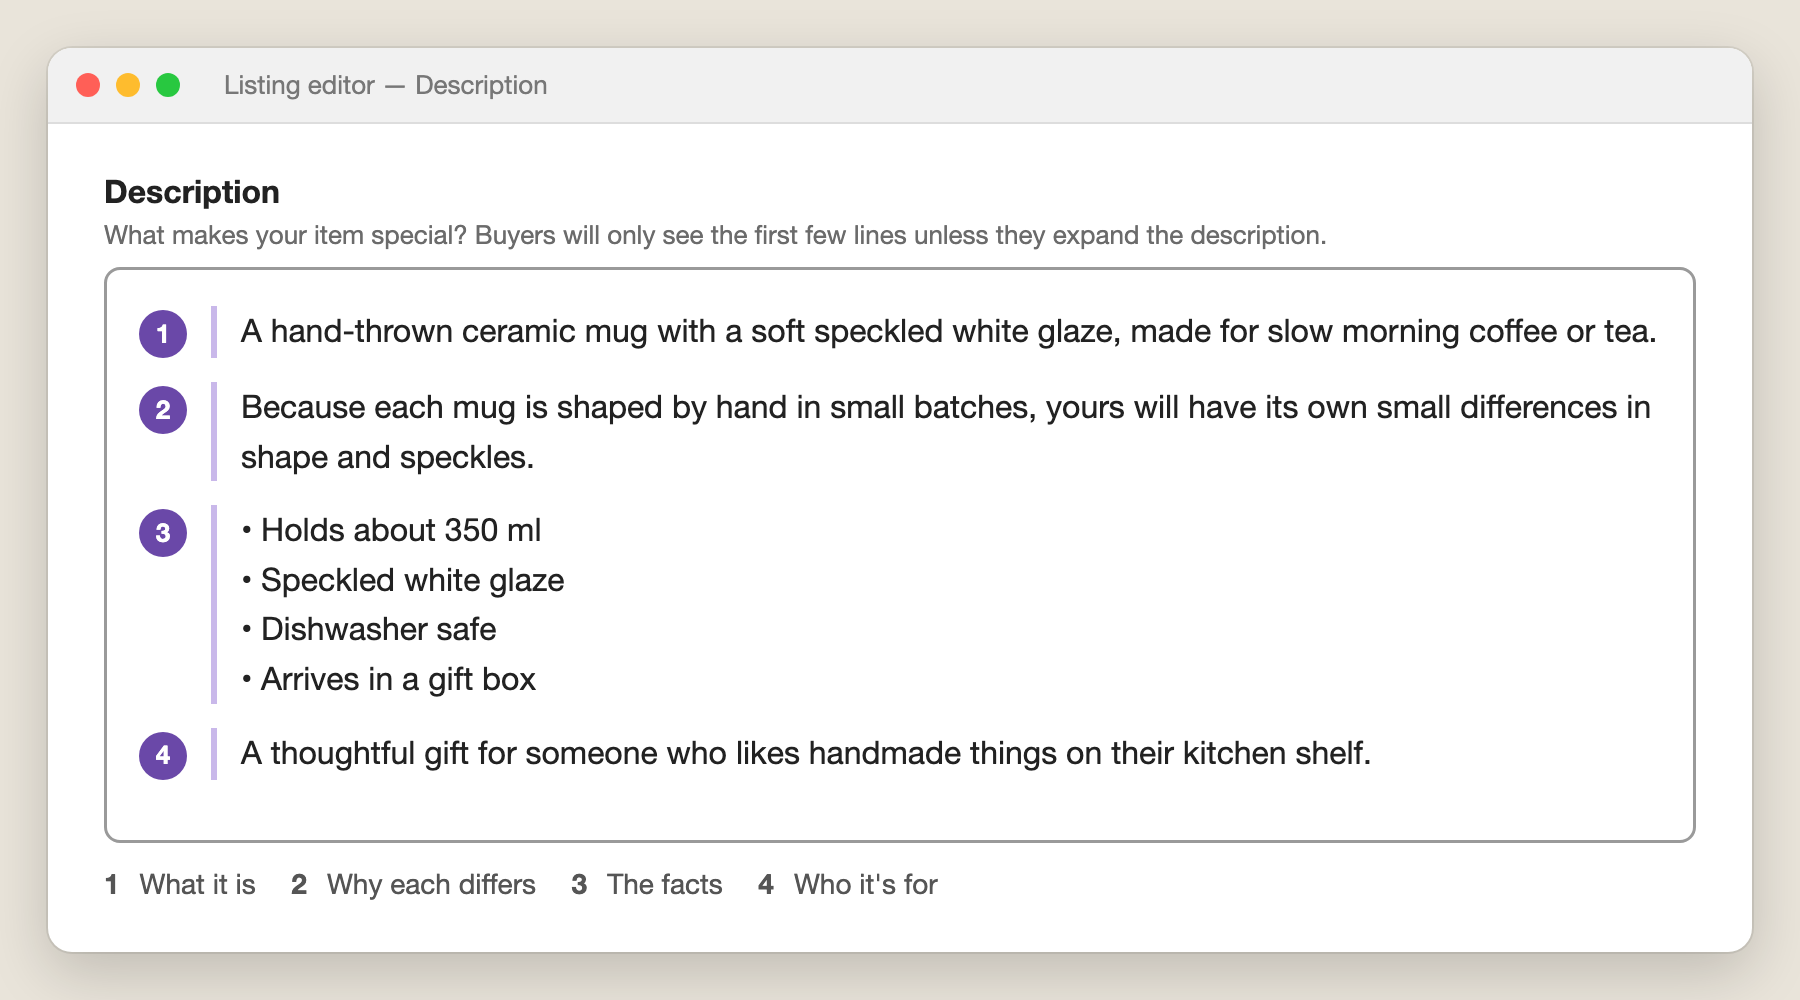 Listing editor — Description
Description
What makes your item special? Buyers will only see the first few lines unless they expand the description.
1 A hand-thrown ceramic mug with a soft speckled white glaze, made for slow morning coffee or tea.
2 Because each mug is shaped by hand in small batches, yours will have its own small differences in
shape and speckles.
3 • Holds about 350 ml
• Speckled white glaze
• Dishwasher safe
• Arrives in a gift box
4 A thoughtful gift for someone who likes handmade things on their kitchen shelf.
1 What it is 2 Why each differs 3 The facts 4 Who it's for